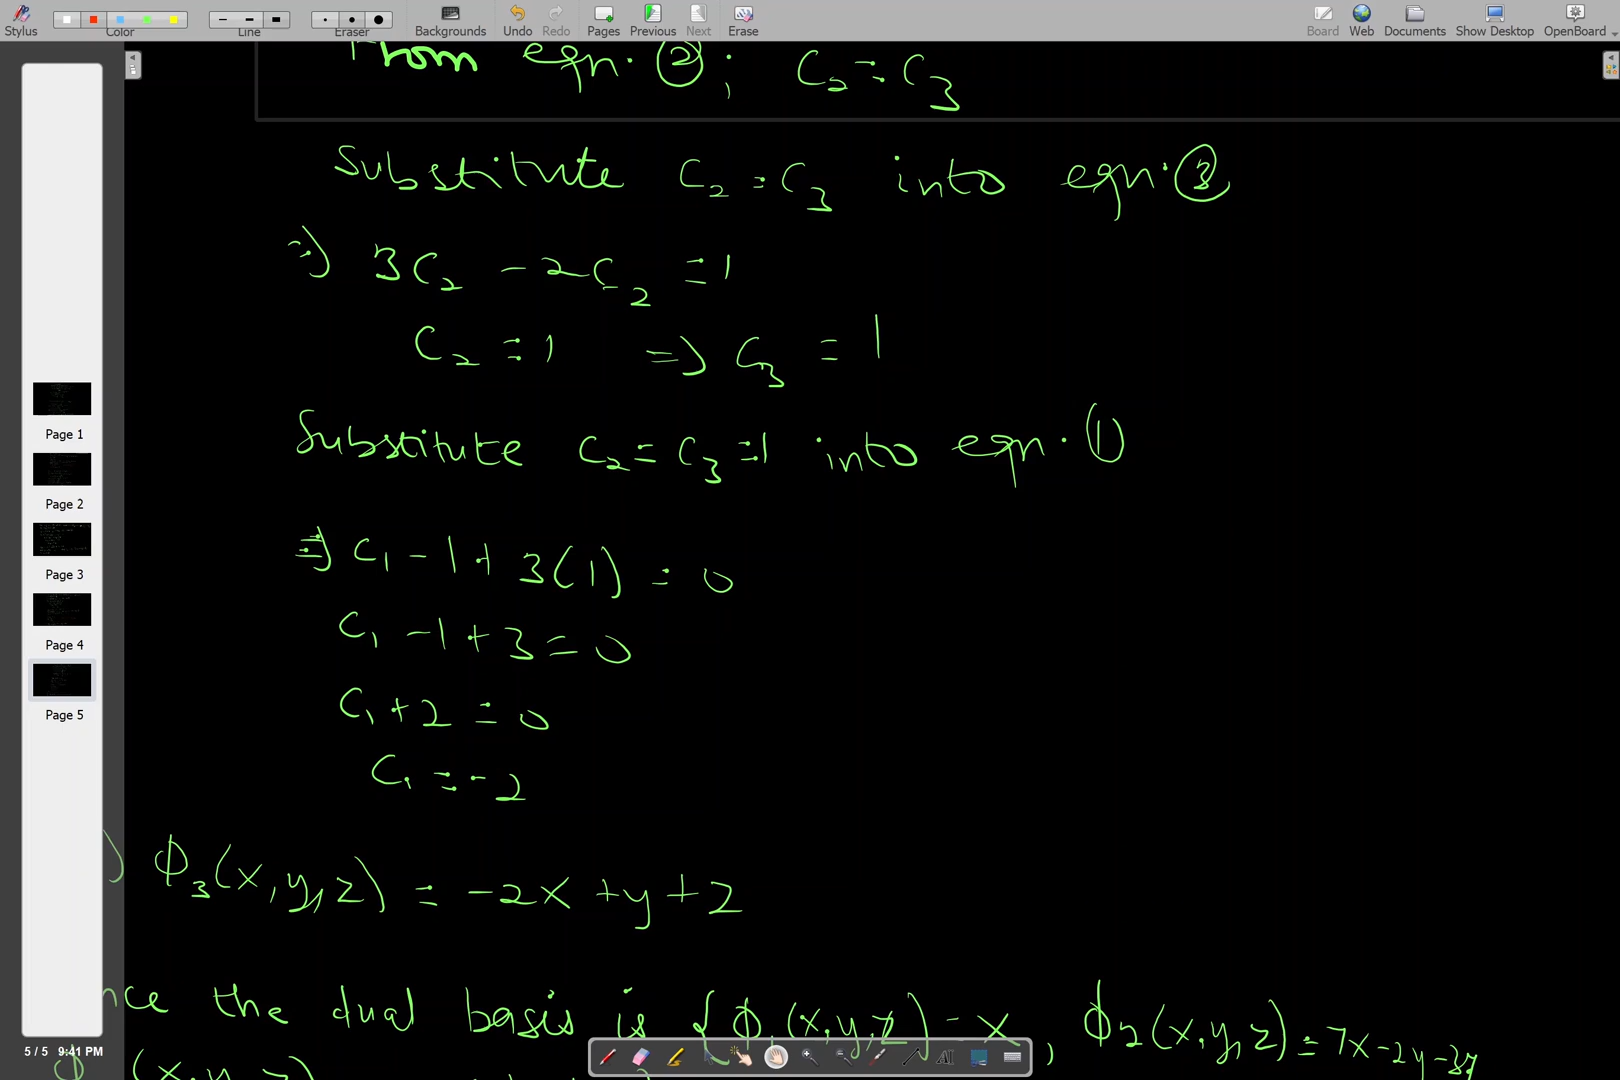 Stylus Color Line Eraser Backgrounds Undo Redo Pages Previous Next Erase Board Web Documents Show Desktop OpenBoard
From eqn. ②; C₂ = C₃
Substitute C₂ = C₃ into eqn. ③
⇒ 3C₂ - 2C₂ = 1
C₂ = 1 ⇒ C₃ = 1
Substitute C₂ = C₃ = 1 into eqn. ①
⇒ C₁ - 1 + 3(1) = 0
C₁ - 1 + 3 = 0
C₁ + 2 = 0
C₁ = -2
) ϕ₃(x, y, z) = -2x + y + z
nce the dual basis is { ϕ₁(x, y, z) = x, ϕ₂(x, y, z) = 7x - 2y - 3z
Page 1
Page 2
Page 3
Page 4
Page 5
5 / 5 9:41 PM